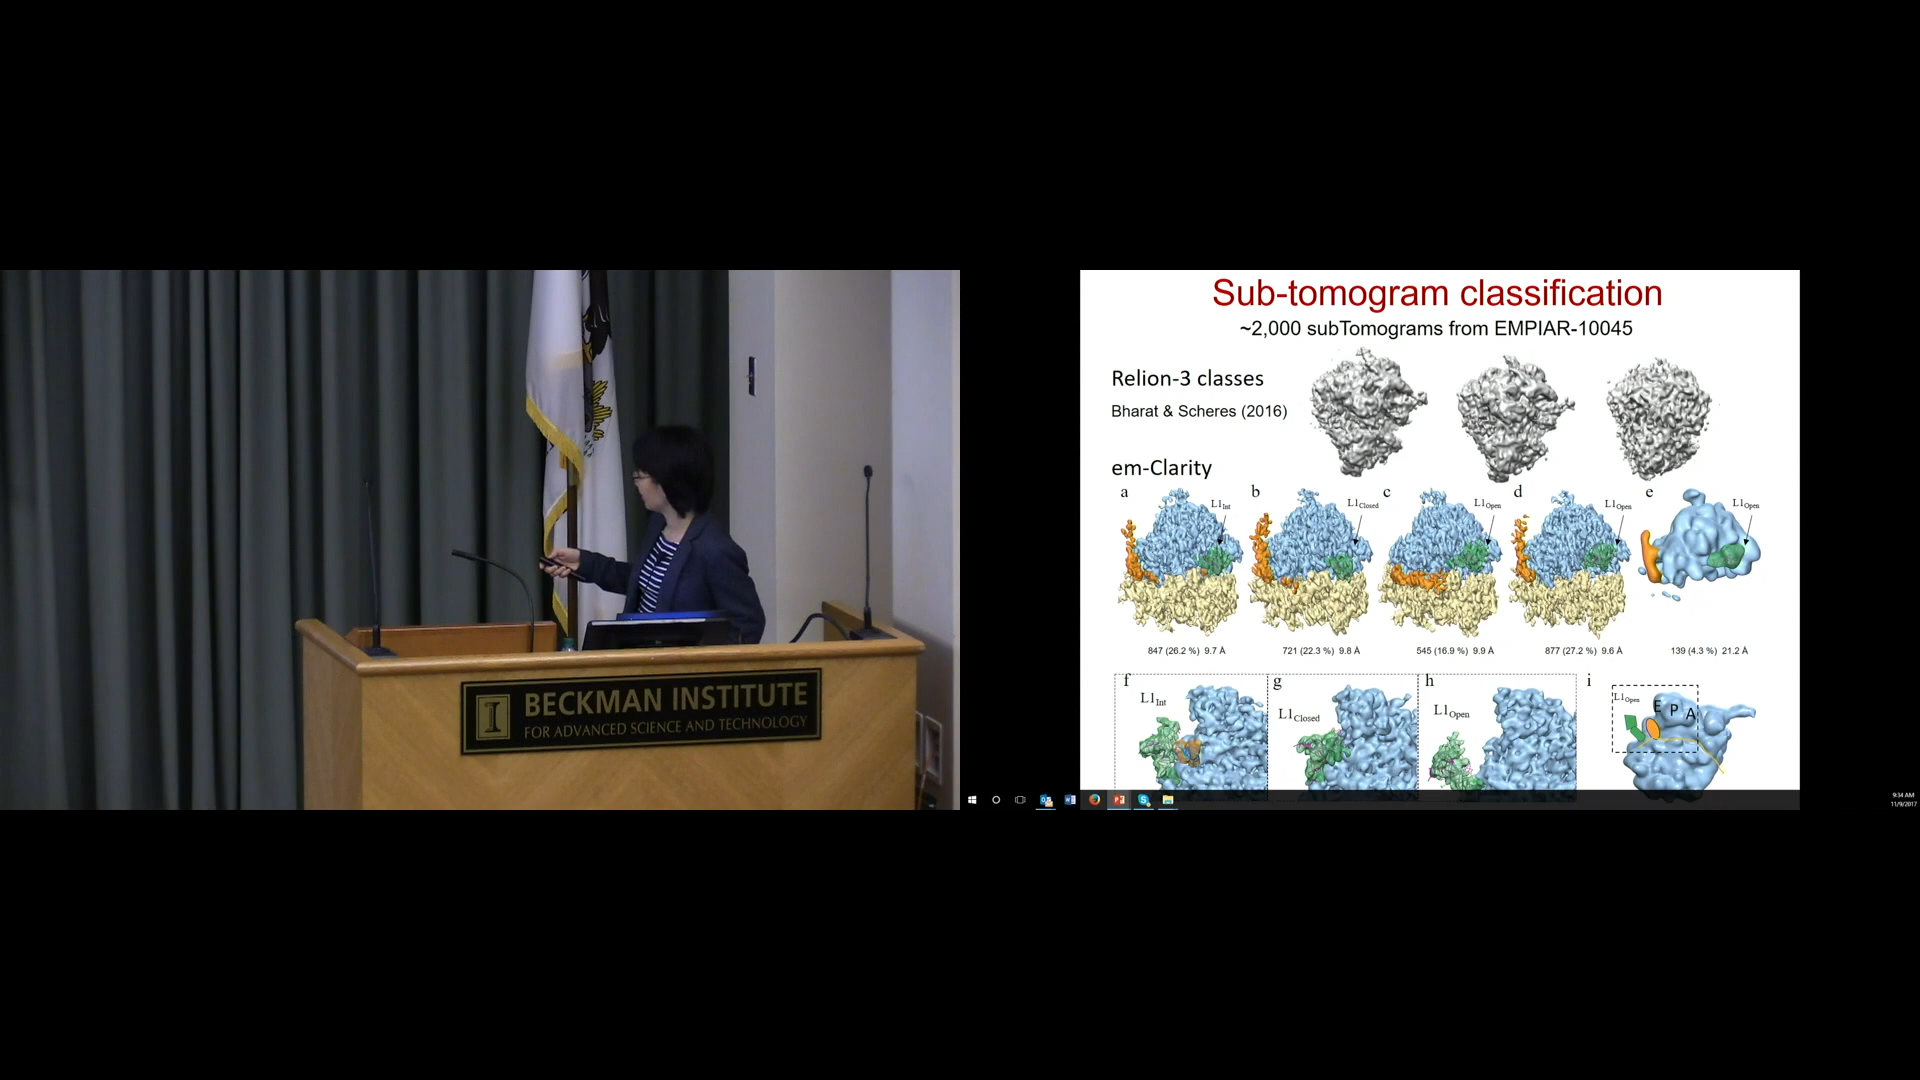 BECKMAN INSTITUTE
FOR ADVANCED SCIENCE AND TECHNOLOGY
Sub-tomogram classification
~2,000 subTomograms from EMPIAR-10045
Relion-3 classes
Bharat & Scheres (2016)
em-Clarity
a b c d e
L1Int L1Closed L1Open L1Open L1Open
847 (26.2 %) 9.7 Å 721 (22.3 %) 9.8 Å 545 (16.9 %) 9.9 Å 877 (27.2 %) 9.6 Å 139 (4.3 %) 21.2 Å
f g h i
L1Int L1Closed L1Open L1Open E P A
9:34 AM
11/9/2017